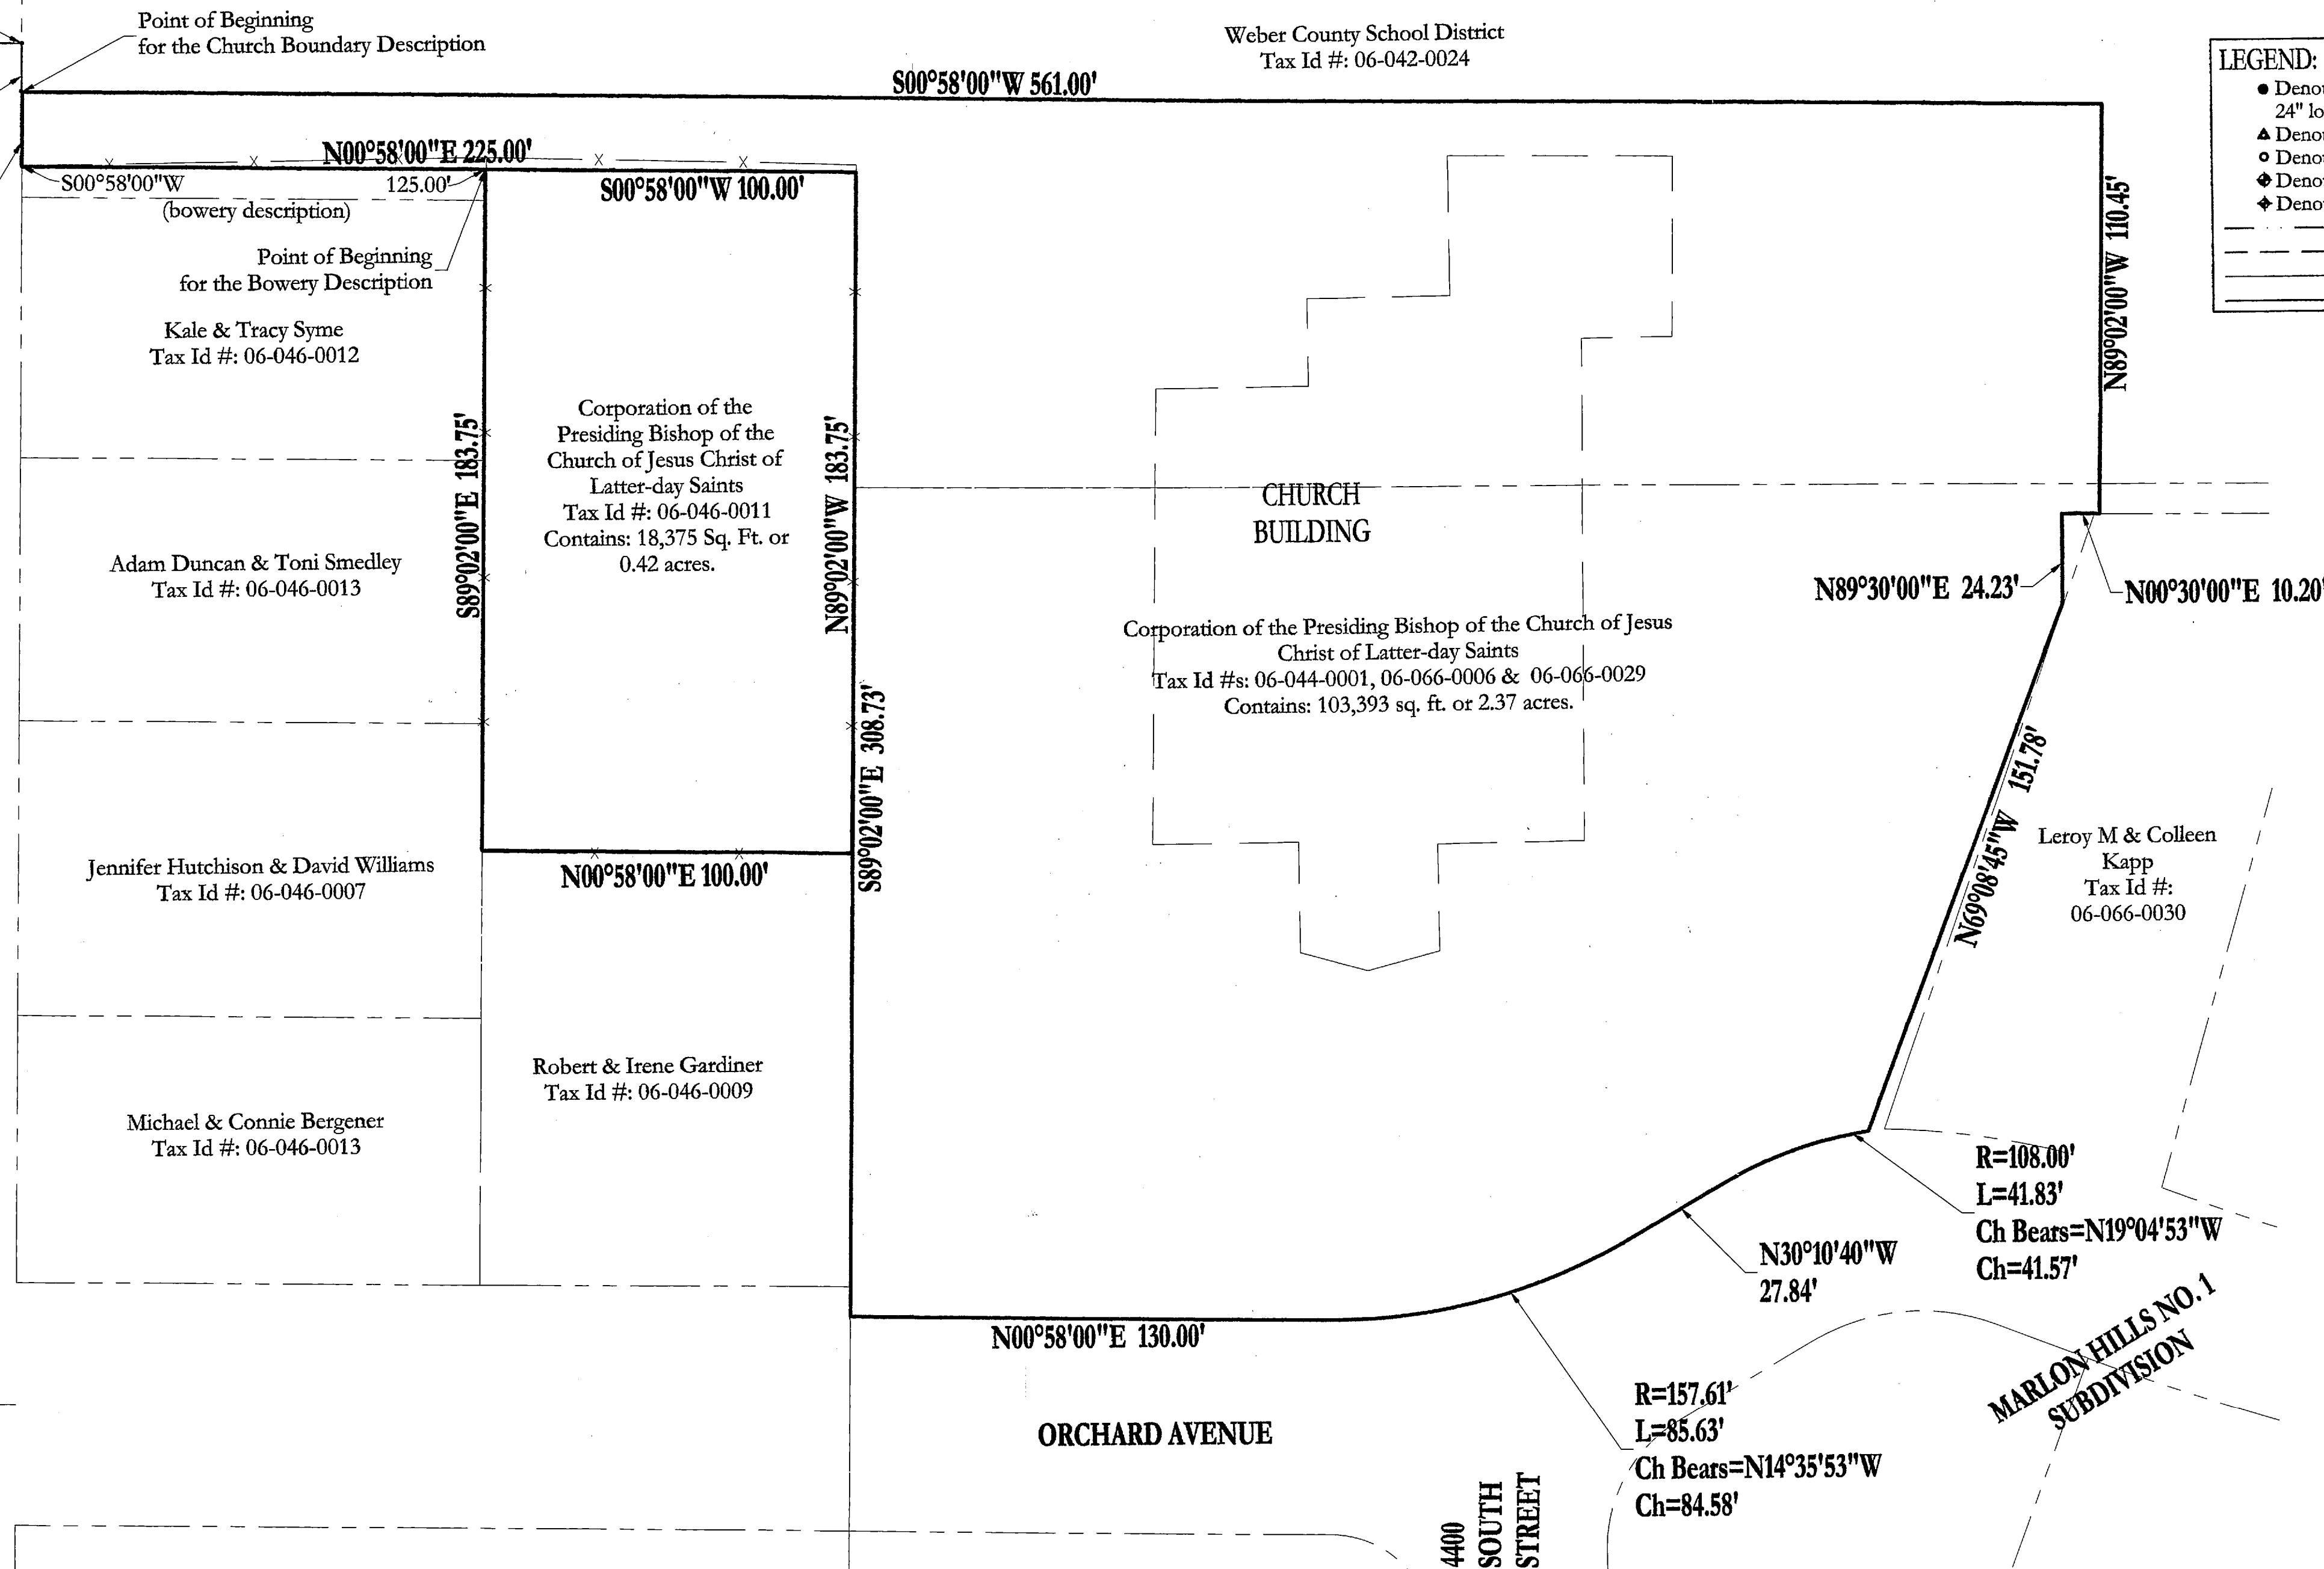 Point of Beginning
for the Church Boundary Description
Weber County School District
Tax Id #: 06-042-0024
S00°58'00"W 561.00'
LEGEND:
24" lo
N00°58'00"E 225.00'
S00°58'00"W
125.00'
(bowery description)
S00°58'00"W 100.00'
Point of Beginning
for the Bowery Description
Kale & Tracy Syme
Tax Id #: 06-046-0012
N89°02'00"W 110.45'
S89°02'00"E 183.75'
Corporation of the
Presiding Bishop of the
Church of Jesus Christ of
Latter-day Saints
Tax Id #: 06-046-0011
Contains: 18,375 Sq. Ft. or
0.42 acres.
N89°02'00"W 183.75'
CHURCH
BUILDING
Adam Duncan & Toni Smedley
Tax Id #: 06-046-0013
N89°30'00"E 24.23'
N00°30'00"E 10.20'
Corporation of the Presiding Bishop of the Church of Jesus
Christ of Latter-day Saints
Tax Id #s: 06-044-0001, 06-066-0006 & 06-066-0029
Contains: 103,393 sq. ft. or 2.37 acres.
S89°02'00"E 308.73'
N69°08'45"W 151.78'
Leroy M & Colleen
Kapp
Tax Id #:
06-066-0030
Jennifer Hutchison & David Williams
Tax Id #: 06-046-0007
N00°58'00"E 100.00'
Robert & Irene Gardiner
Tax Id #: 06-046-0009
Michael & Connie Bergener
Tax Id #: 06-046-0013
R=108.00'
L=41.83'
Ch Bears=N19°04'53"W
Ch=41.57'
N30°10'40"W
27.84'
N00°58'00"E 130.00'
MARLON HILLS NO. 1
SUBDIVISION
R=157.61'
L=85.63'
Ch Bears=N14°35'53"W
Ch=84.58'
ORCHARD AVENUE
4400
SOUTH
STREET